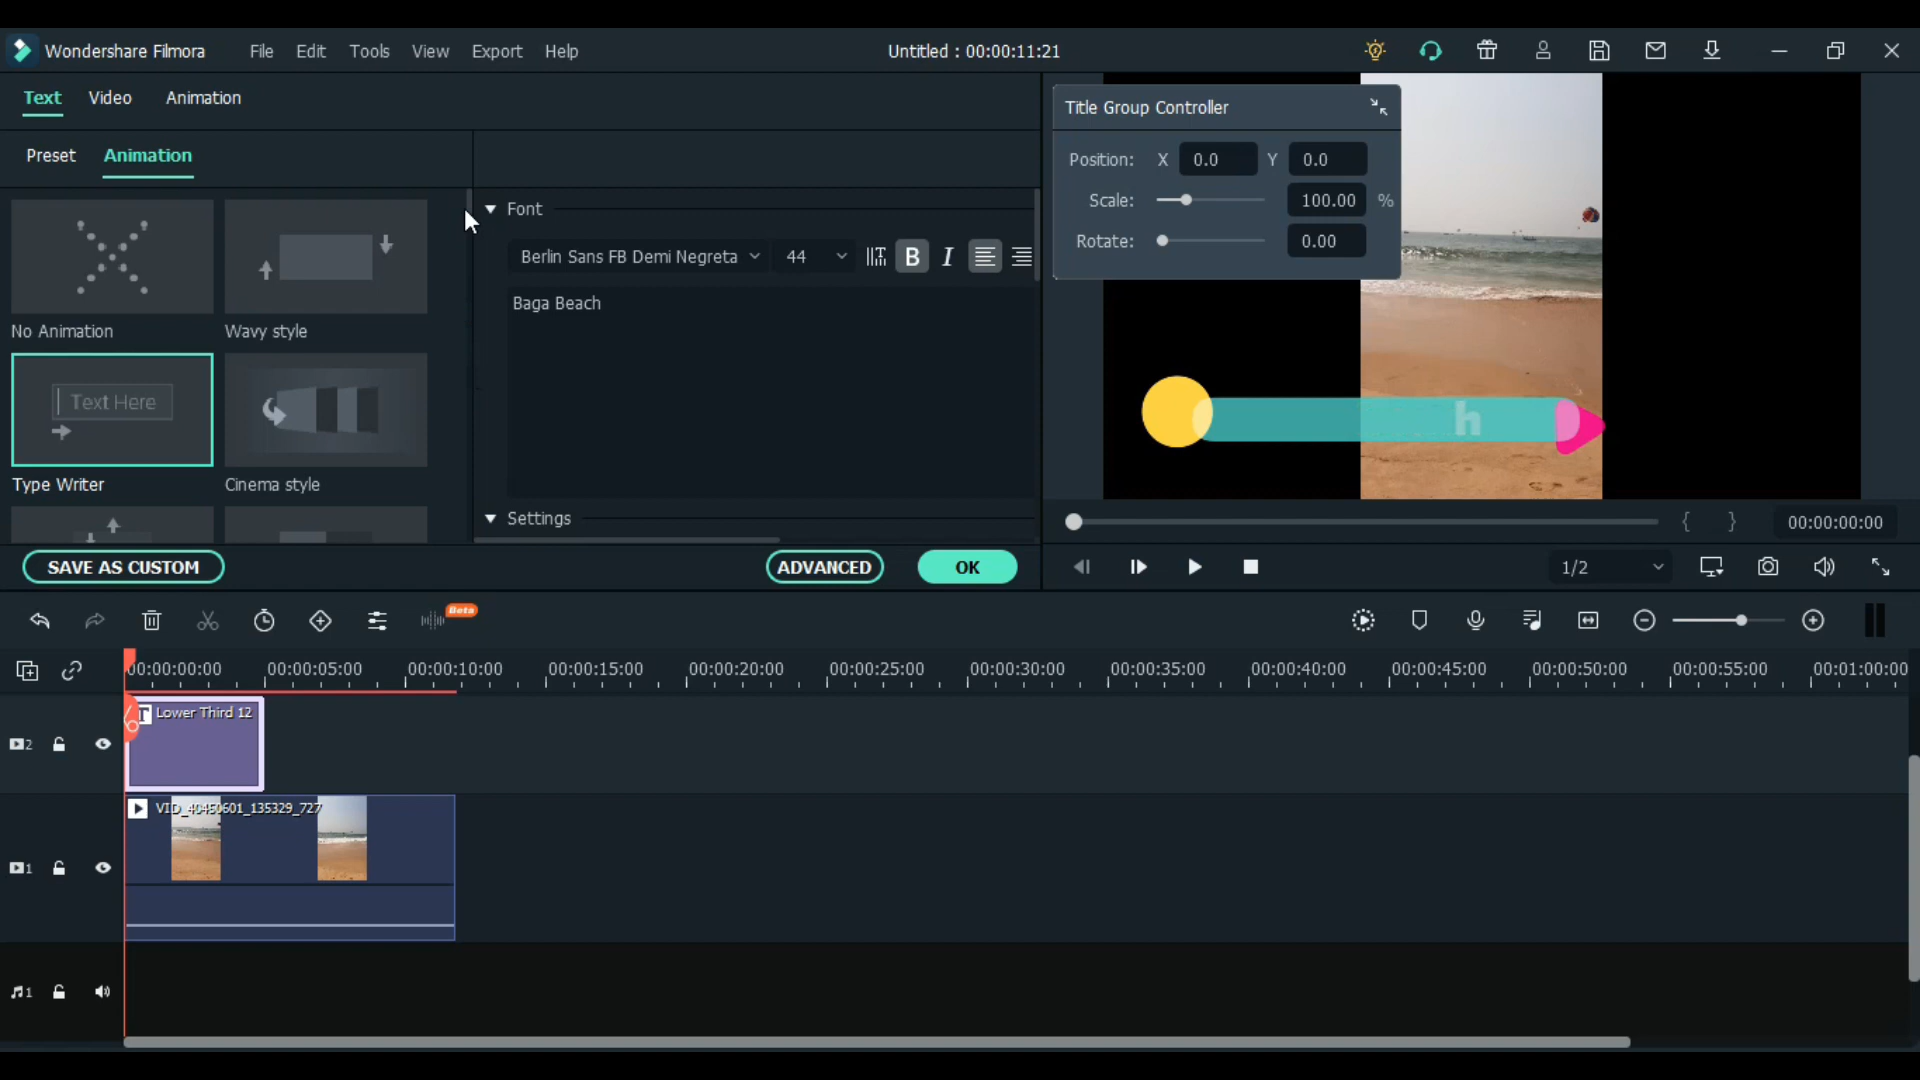 Wondershare Filmora File Edit Tools View Export Help Untitled : 00:00:11:21
Text Video Animation
Preset Animation
No Animation
Wavy style
Text Here
Type Writer
Cinema style
Font
Berlin Sans FB Demi Negreta 44 B I
Baga Beach
Settings
SAVE AS CUSTOM ADVANCED OK
Title Group Controller
Position: X 0.0 Y 0.0
Scale: 100.00 %
Rotate: 0.00
h
{ } 00:00:00:00
1/2
Beta
00:00:00:00 00:00:05:00 00:00:10:00 00:00:15:00 00:00:20:00 00:00:25:00 00:00:30:00 00:00:35:00 00:00:40:00 00:00:45:00 00:00:50:00 00:00:55:00 00:01:00:00
T Lower Third 12
2
VID_40450601_135329_727
1
1